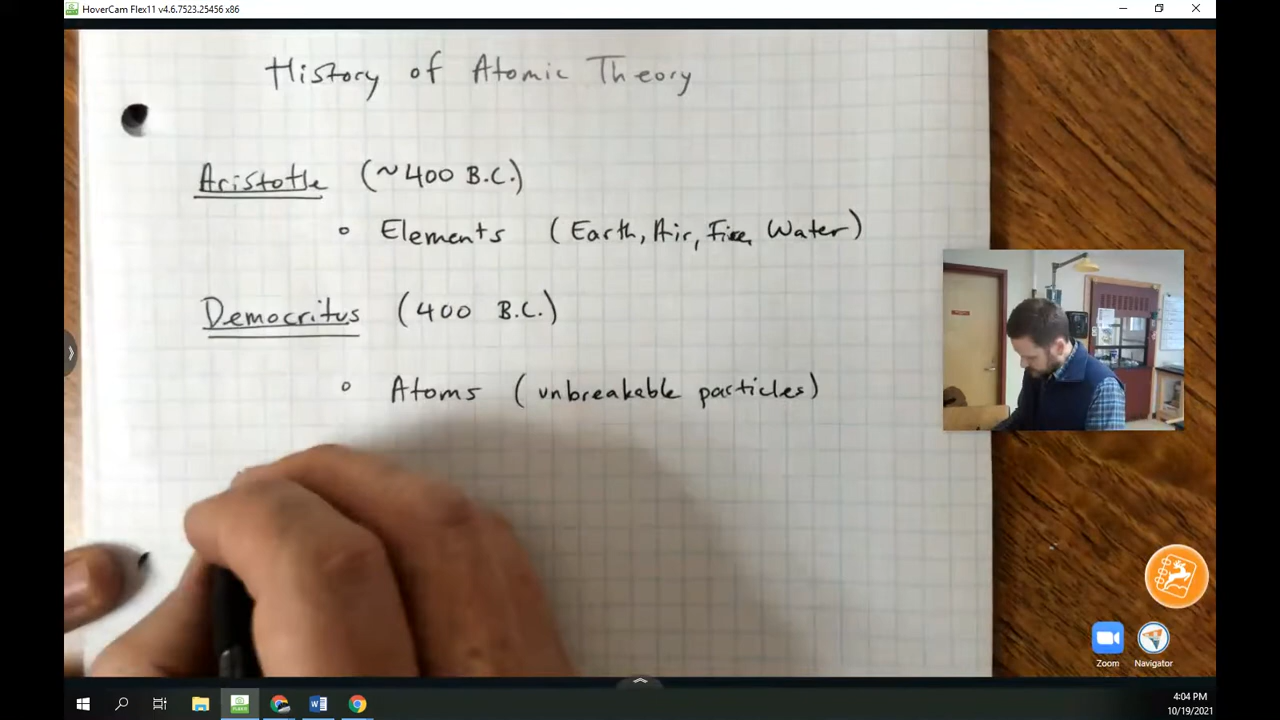 HoverCam Flex11 v4.6.7523.25456 x86
History of Atomic Theory
Aristotle (~400 B.C.)
Elements (Earth, Air, Fire, Water)
Democritus (400 B.C.)
Atoms (unbreakable particles)
Zoom
Navigator
4:04 PM
10/19/2021